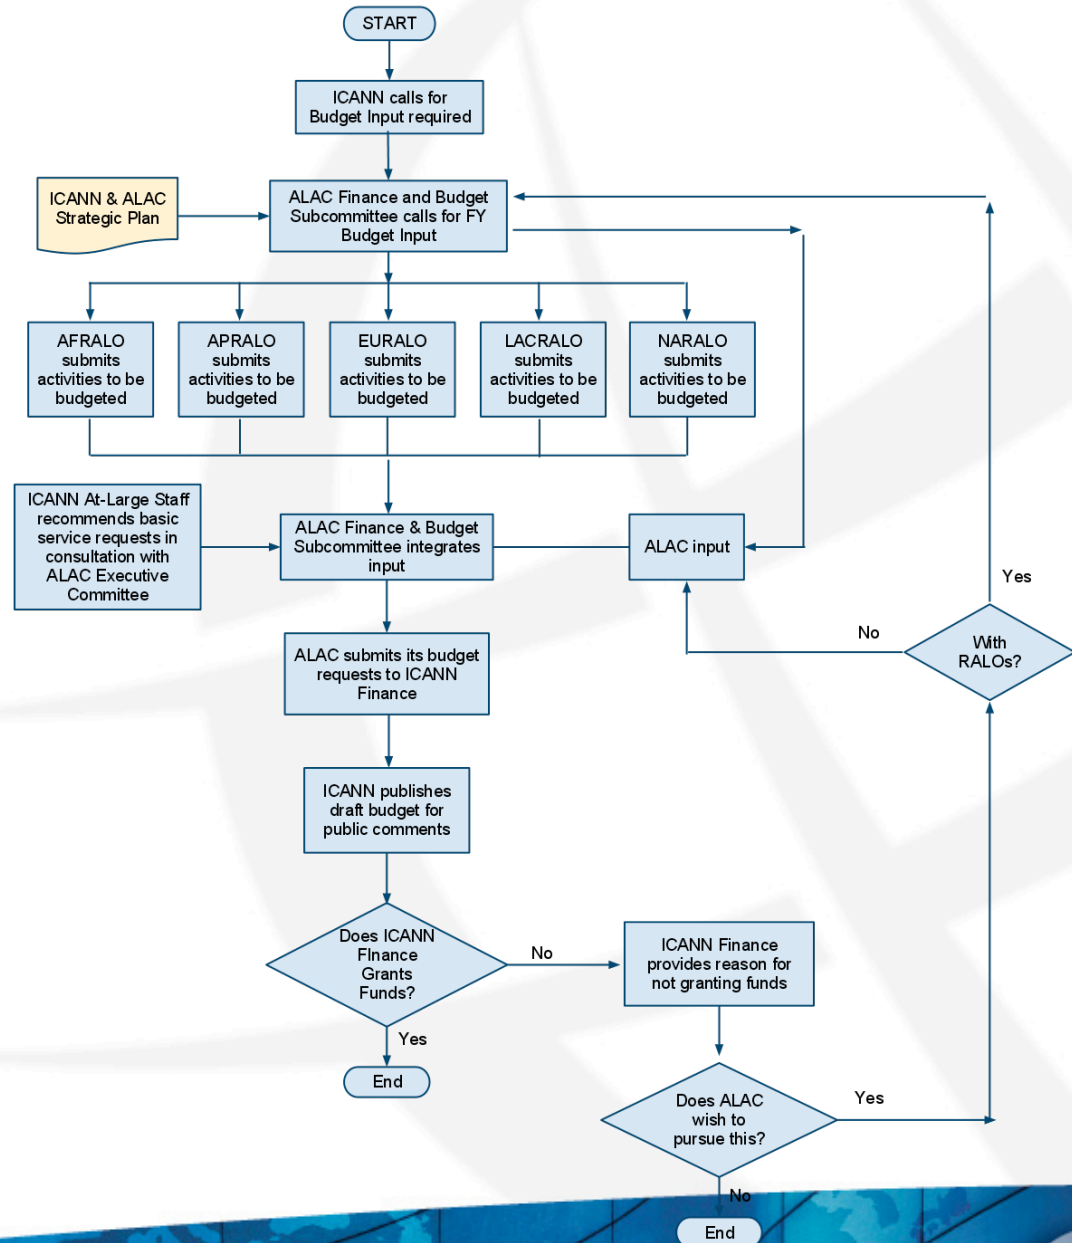 START
ICANN calls for
Budget Input required
ICANN & ALAC
Strategic Plan
ALAC Finance and Budget
Subcommittee calls for FY
Budget Input
AFRALO
submits
activities to be
budgeted
APRALO
submits
activities to be
budgeted
EURALO
submits
activities to be
budgeted
LACRALO
submits
activities to be
budgeted
NARALO
submits
activities to be
budgeted
ICANN At-Large Staff
recommends basic
service requests in
consultation with
ALAC Executive
Committee
ALAC Finance & Budget
Subcommittee integrates
input
ALAC input
Yes
No
With
RALOs?
ALAC submits its budget
requests to ICANN
Finance
ICANN publishes
draft budget for
public comments
Does ICANN
FInance
Grants
Funds?
No
ICANN Finance
provides reason for
not granting funds
Yes
End
Does ALAC
wish to
pursue this?
Yes
No
End